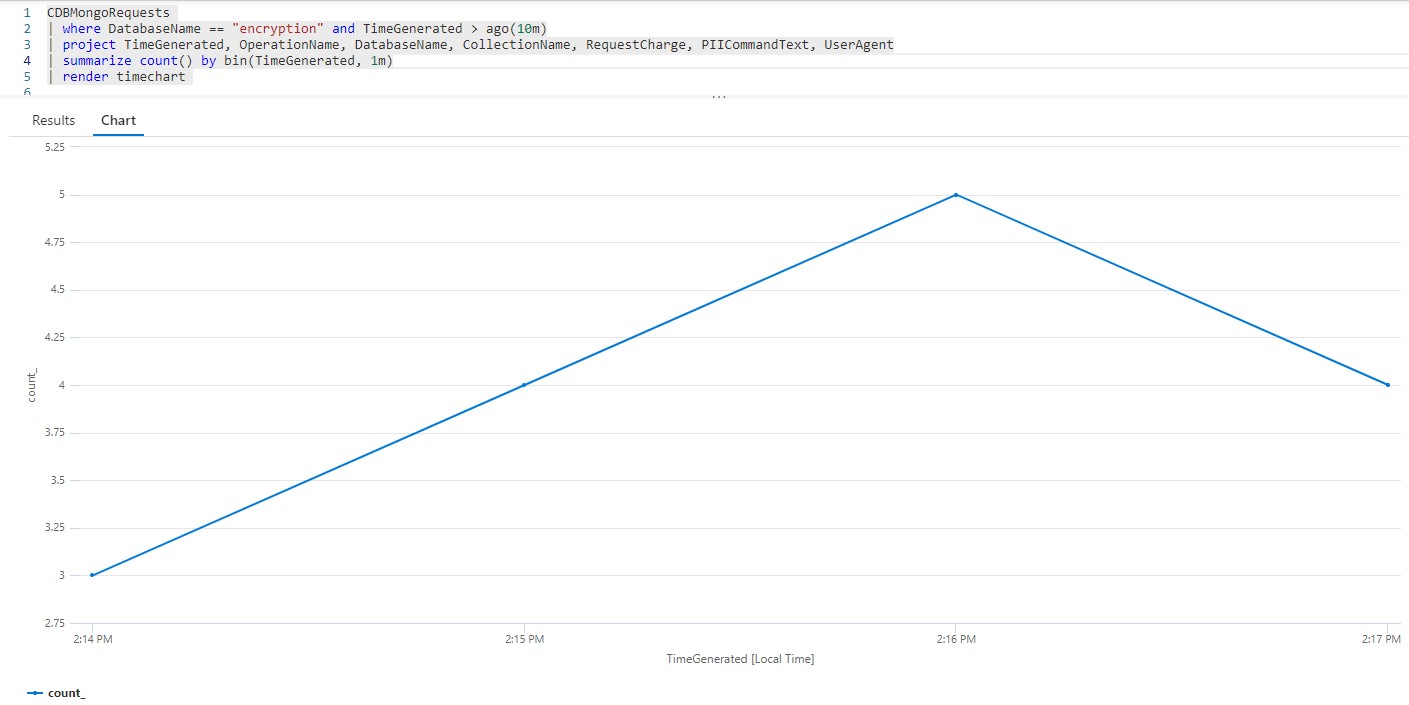 1 CDBMongoRequests
2 | where DatabaseName == "encryption" and TimeGenerated > ago(10m)
3 | project TimeGenerated, OperationName, DatabaseName, CollectionName, RequestCharge, PIICommandText, UserAgent
4 | summarize count() by bin(TimeGenerated, 1m)
5 | render timechart
6
...
Results Chart
5.25
5
4.75
4.5
4.25
4
3.75
3.5
3.25
3
2.75
count_
2:14 PM 2:15 PM 2:16 PM 2:17 PM
TimeGenerated [Local Time]
count_